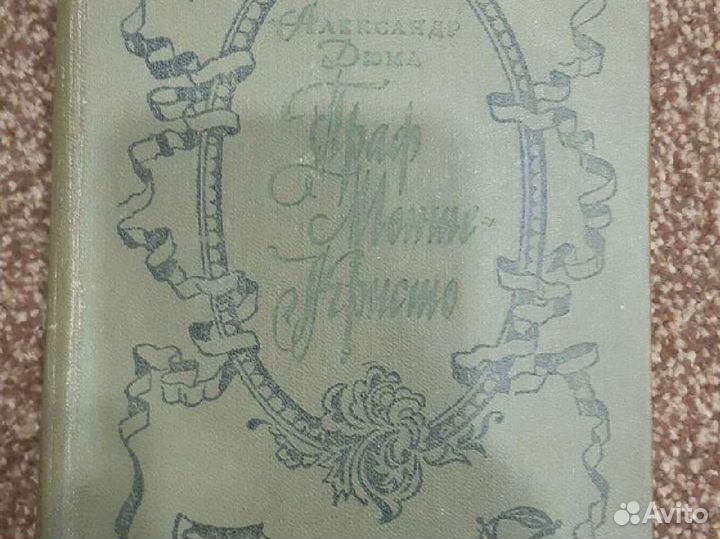 Александр
Дюма
Граф
Монте-
Кристо
Avito